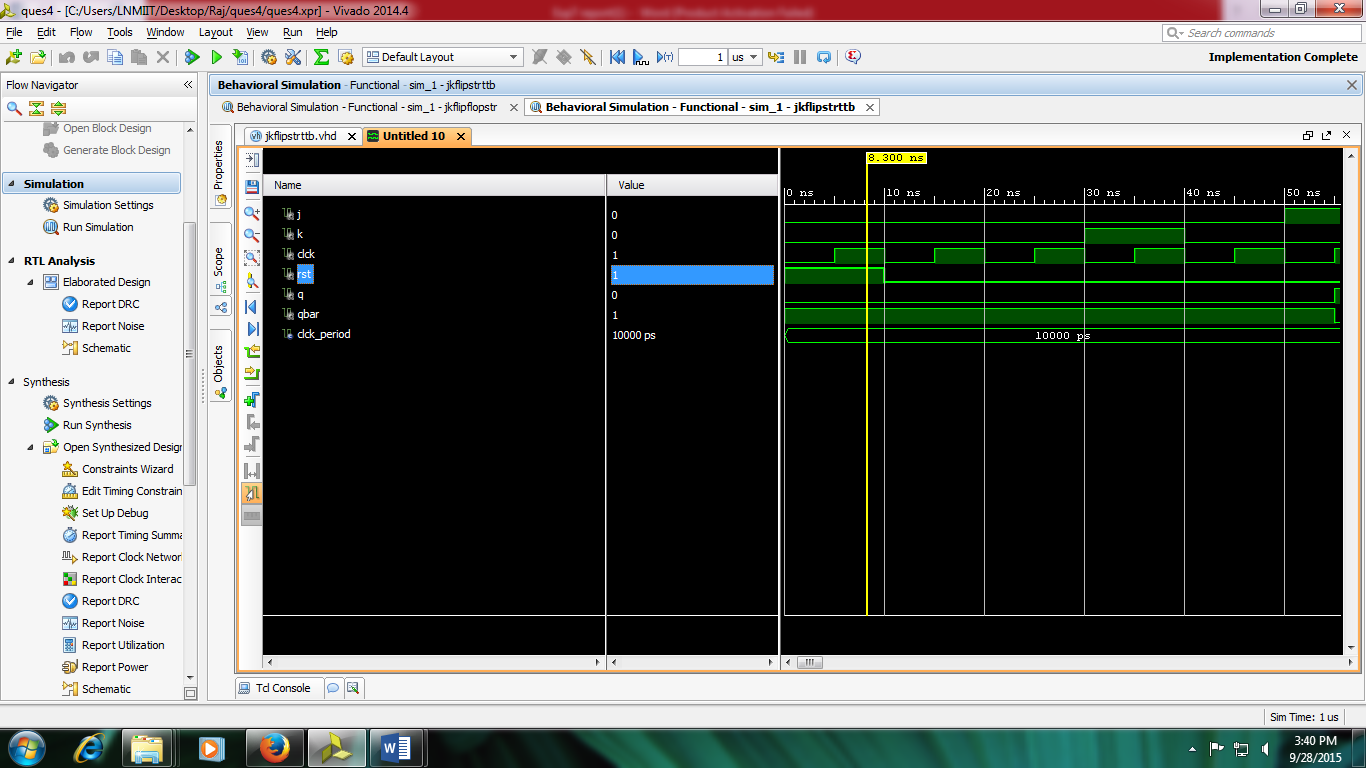 ques4 - [C:/Users/LNMIIT/Desktop/Raj/ques4/ques4.xpr] - Vivado 2014.4
File Edit Flow Tools Window Layout View Run Help
Search commands
Default Layout 1 us Implementation Complete
Flow Navigator
Behavioral Simulation - Functional - sim_1 - jkflipstrttb
Behavioral Simulation - Functional - sim_1 - jkflipflopstr Behavioral Simulation - Functional - sim_1 - jkflipstrttb
Open Block Design
Generate Block Design
Simulation
Simulation Settings
Run Simulation
RTL Analysis
Elaborated Design
Report DRC
Report Noise
Schematic
Synthesis
Synthesis Settings
Run Synthesis
Open Synthesized Design
Constraints Wizard
Edit Timing Constrain
Set Up Debug
Report Timing Summa
Report Clock Networ
Report Clock Interac
Report DRC
Report Noise
Report Utilization
Report Power
Schematic
Properties
Scope
Objects
jkflipstrttb.vhd Untitled 10
8.300 ns
Name Value
0 ns 10 ns 20 ns 30 ns 40 ns 50 ns
j 0
k 0
clck 1
rst 1
q 0
qbar 1
clck_period 10000 ps 10000 ps
Tcl Console
Sim Time: 1 us
3:40 PM
9/28/2015